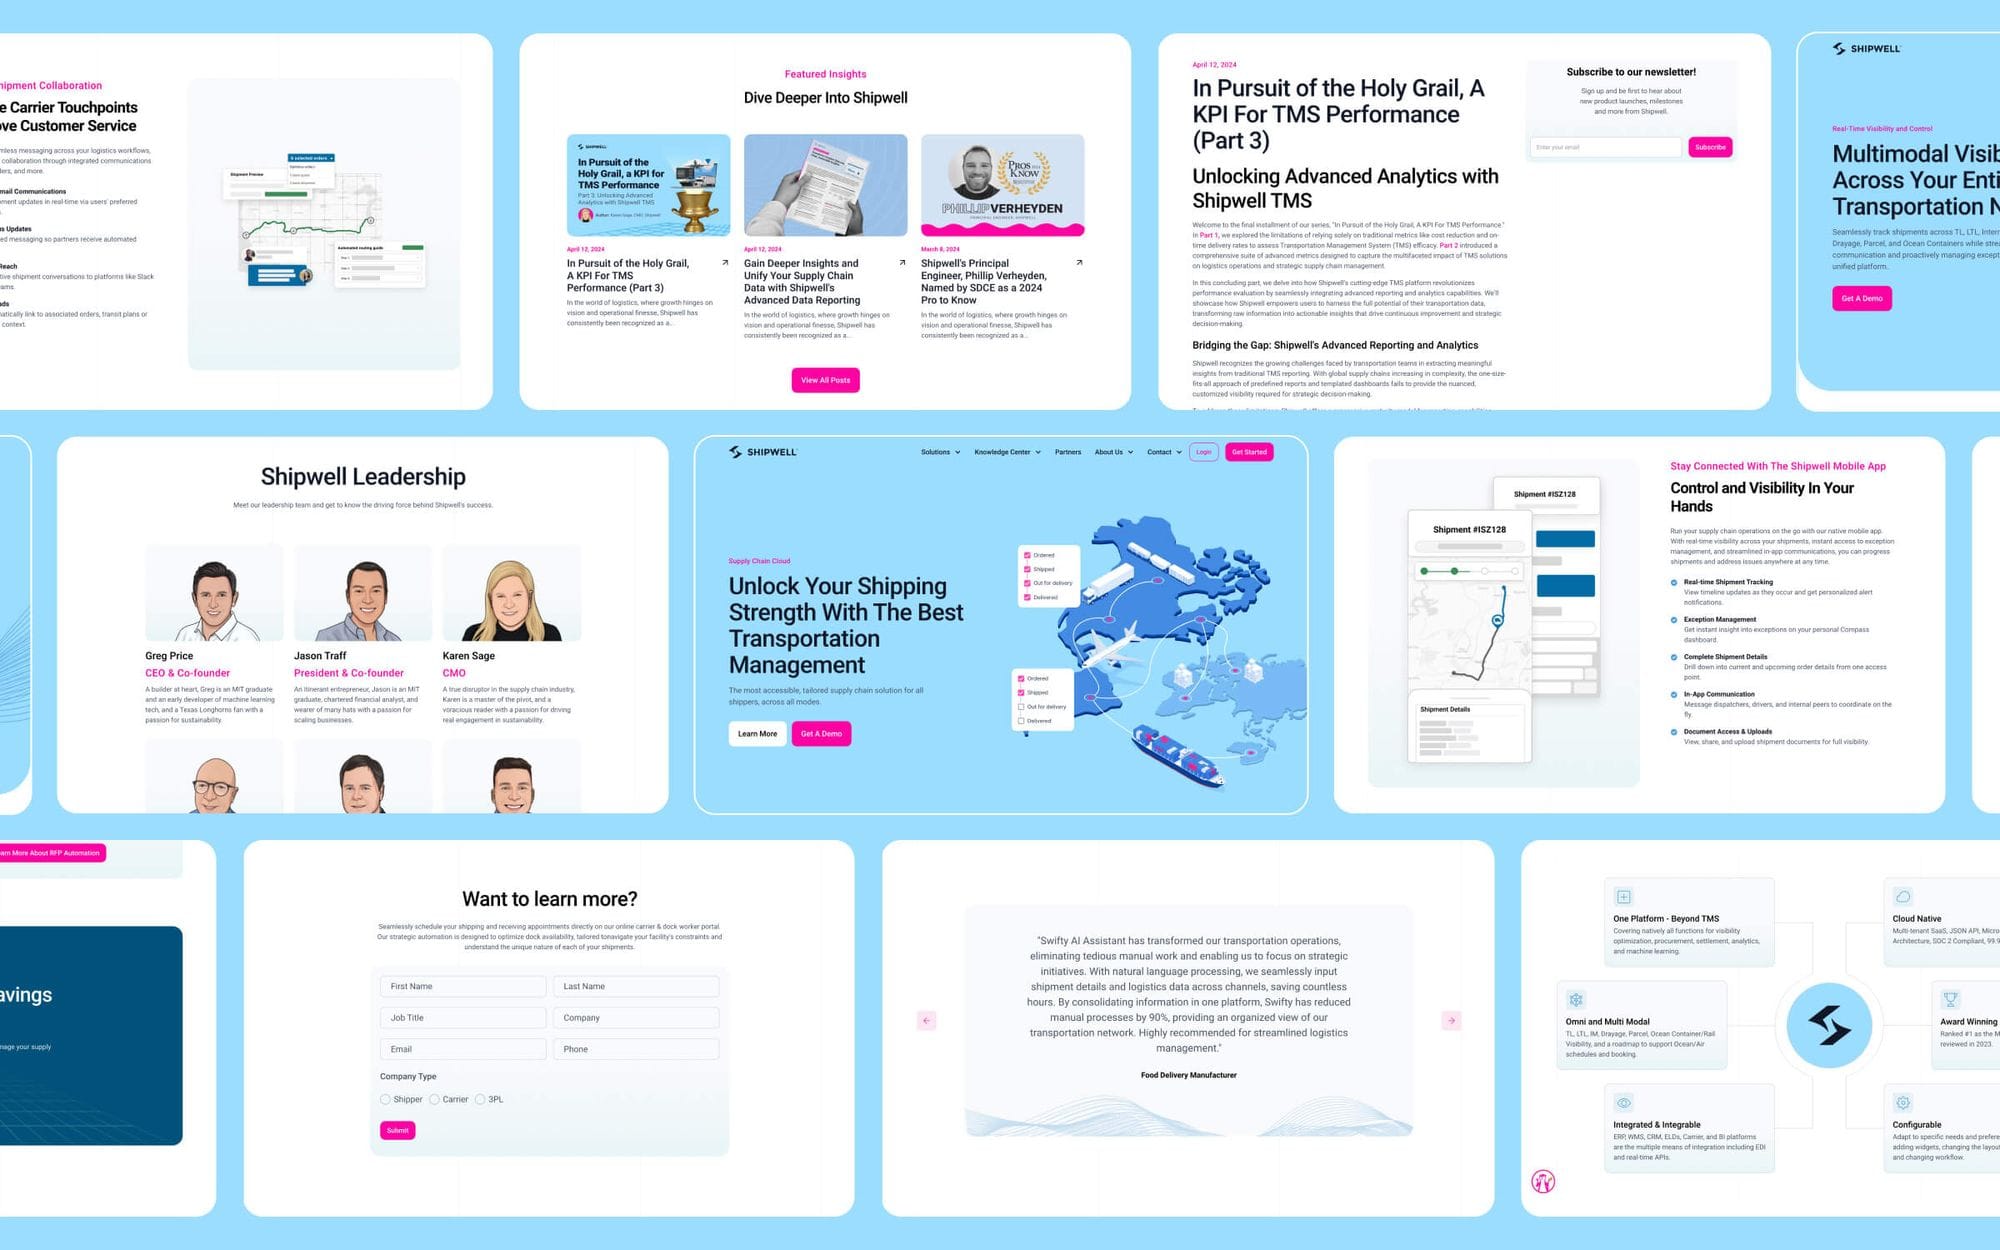 hipment Collaboration
e Carrier Touchpoints
ove Customer Service
mless messaging across your logistics workflows,
collaboration through integrated communications
ders, and more.
mail Communications
pment updates in real-time via users' preferred
s Updates
ed messaging so partners receive automated
Reach
tive shipment conversations to platforms like Slack
eams.
ads
matically link to associated orders, transit plans or
context.
Shipment Preview
Automated routing guide
Featured Insights
Dive Deeper Into Shipwell
SHIPWELL
In Pursuit of the
Holy Grail, a KPI for
TMS Performance
Part 3: Unlocking Advanced
Analytics with Shipwell TMS
Author: Karen Sage, CMO, Shipwell
April 12, 2024
In Pursuit of the Holy Grail,
A KPI For TMS
Performance (Part 3)
In the world of logistics, where growth hinges on
vision and operational finesse, Shipwell has
consistently been recognized as a...
April 12, 2024
Gain Deeper Insights and
Unify Your Supply Chain
Data with Shipwell's
Advanced Data Reporting
In the world of logistics, where growth hinges on
vision and operational finesse, Shipwell has
consistently been recognized as a...
PROS
TO
KNOW
PHILLIP VERHEYDEN
PRINCIPAL ENGINEER, SHIPWELL
March 8, 2024
Shipwell's Principal
Engineer, Phillip Verheyden,
Named by SDCE as a 2024
Pro to Know
In the world of logistics, where growth hinges on
vision and operational finesse, Shipwell has
consistently been recognized as a...
View All Posts
April 12, 2024
In Pursuit of the Holy Grail, A
KPI For TMS Performance
(Part 3)
Unlocking Advanced Analytics with
Shipwell TMS
Welcome to the final installment of our series, "In Pursuit of the Holy Grail, A KPI For TMS Performance."
In Part 1, we explored the limitations of relying solely on traditional metrics like cost reduction and on-
time delivery rates to assess Transportation Management System (TMS) efficacy. Part 2 introduced a
comprehensive suite of advanced metrics designed to capture the multifaceted impact of TMS solutions
on logistics operations and strategic supply chain management.
In this concluding part, we delve into how Shipwell's cutting-edge TMS platform revolutionizes
performance evaluation by seamlessly integrating advanced reporting and analytics capabilities. We'll
showcase how Shipwell empowers users to harness the full potential of their transportation data,
transforming raw information into actionable insights that drive continuous improvement and strategic
decision-making.
Bridging the Gap: Shipwell's Advanced Reporting and Analytics
Shipwell recognizes the growing challenges faced by transportation teams in extracting meaningful
insights from traditional TMS reporting. With global supply chains increasing in complexity, the one-size-
fits-all approach of predefined reports and templated dashboards fails to provide the nuanced,
customized visibility required for strategic decision-making.
Subscribe to our newsletter!
Sign up and be first to hear about
new product launches, milestones
and more from Shipwell.
Enter your email
Subscribe
SHIPWELL
Real-Time Visibility and Control
Multimodal Visib
Across Your Enti
Transportation N
Seamlessly track shipments across TL, LTL, Intern
Drayage, Parcel, and Ocean Containers while stre
communication and proactively managing except
unified platform.
Get A Demo
Shipwell Leadership
Meet our leadership team and get to know the driving force behind Shipwell's success.
Greg Price
CEO & Co-founder
A builder at heart, Greg is an MIT graduate
and an early developer of machine learning
tech, and a Texas Longhorns fan with a
passion for sustainability.
Jason Traff
President & Co-founder
An itinerant entrepreneur, Jason is an MIT
graduate, chartered financial analyst, and
wearer of many hats with a passion for
scaling businesses.
Karen Sage
CMO
A true disruptor in the supply chain industry,
Karen is a master of the pivot, and a
voracious reader with a passion for driving
real engagement in sustainability.
SHIPWELL
Solutions
Knowledge Center
Partners
About Us
Contact
Login
Get Started
Supply Chain Cloud
Unlock Your Shipping
Strength With The Best
Transportation
Management
The most accessible, tailored supply chain solution for all
shippers, across all modes.
Learn More
Get A Demo
Ordered
Shipped
Out for delivery
Delivered
Ordered
Shipped
Out for delivery
Delivered
Shipment #ISZ128
Shipment #ISZ128
Shipment Details
Stay Connected With The Shipwell Mobile App
Control and Visibility In Your
Hands
Run your supply chain operations on the go with our native mobile app.
With real-time visibility across your shipments, instant access to exception
management, and streamlined in-app communications, you can progress
shipments and address issues anywhere at any time.
Real-time Shipment Tracking
View timeline updates as they occur and get personalized alert
notifications.
Exception Management
Get instant insight into exceptions on your personal Compass
dashboard.
Complete Shipment Details
Drill down into current and upcoming order details from one access
point.
In-App Communication
Message dispatchers, drivers, and internal peers to coordinate on the
fly.
Document Access & Uploads
View, share, and upload shipment documents for full visibility.
arn More About RFP Automation
avings
nage your supply
Want to learn more?
Seamlessly schedule your shipping and receiving appointments directly on our online carrier & dock worker portal.
Our strategic automation is designed to optimize dock availability, tailored tonavigate your facility's constraints and
understand the unique nature of each of your shipments.
First Name
Last Name
Job Title
Company
Email
Phone
Company Type
Shipper
Carrier
3PL
Submit
"Swifty AI Assistant has transformed our transportation operations,
eliminating tedious manual work and enabling us to focus on strategic
initiatives. With natural language processing, we seamlessly input
shipment details and logistics data across channels, saving countless
hours. By consolidating information in one platform, Swifty has reduced
manual processes by 90%, providing an organized view of our
transportation network. Highly recommended for streamlined logistics
management."
Food Delivery Manufacturer
One Platform - Beyond TMS
Covering natively all functions for visibility
optimization, procurement, settlement, analytics,
and machine learning.
Omni and Multi Modal
TL, LTL, IM, Drayage, Parcel, Ocean Container/Rail
Visibility, and a roadmap to support Ocean/Air
schedules and booking.
Integrated & Integrable
ERP, WMS, CRM, ELDs, Carrier, and BI platforms
are the multiple means of integration including EDI
and real-time APIs.
Cloud Native
Multi-tenant SaaS, JSON API, Micro
Architecture, SOC 2 Compliant, 99.9
Award Winning
Ranked #1 as the M
reviewed in 2023.
Configurable
Adapt to specific needs and prefere
adding widgets, changing the layou
and changing workflow.